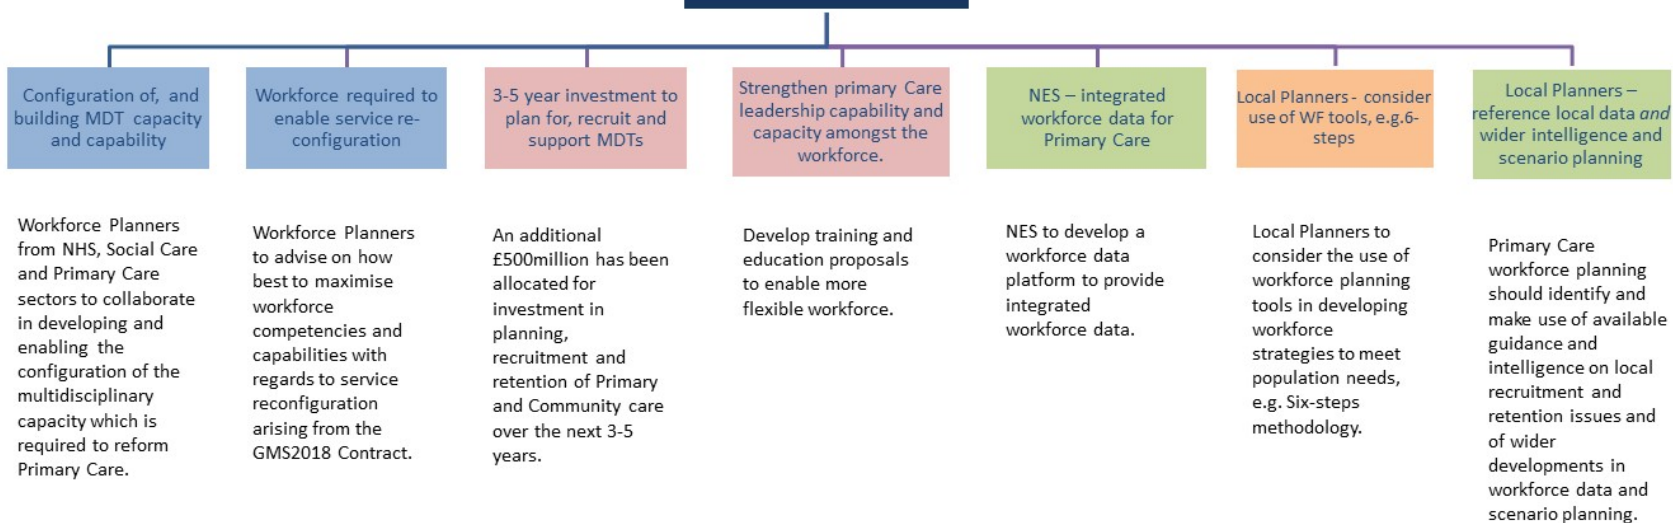 Configuration of, and
building MDT capacity
and capability
Workforce required to
enable service re-
configuration
3-5 year investment to
plan for, recruit and
support MDTs
Strengthen primary Care
leadership capability and
capacity amongst the
workforce.
NES – integrated
workforce data for
Primary Care
Local Planners - consider
use of WF tools, e.g.6-
steps
Local Planners –
reference local data and
wider intelligence and
scenario planning
Workforce Planners
from NHS, Social Care
and Primary Care
sectors to collaborate
in developing and
enabling the
configuration of the
multidisciplinary
capacity which is
required to reform
Primary Care.
Workforce Planners
to advise on how
best to maximise
workforce
competencies and
capabilities with
regards to service
reconfiguration
arising from the
GMS2018 Contract.
An additional
£500million has been
allocated for
investment in
planning,
recruitment and
retention of Primary
and Community care
over the next 3-5
years.
Develop training and
education proposals
to enable more
flexible workforce.
NES to develop a
workforce data
platform to provide
integrated
workforce data.
Local Planners to
consider the use of
workforce planning
tools in developing
workforce
strategies to meet
population needs,
e.g. Six-steps
methodology.
Primary Care
workforce planning
should identify and
make use of available
guidance and
intelligence on local
recruitment and
retention issues and
of wider
developments in
workforce data and
scenario planning.